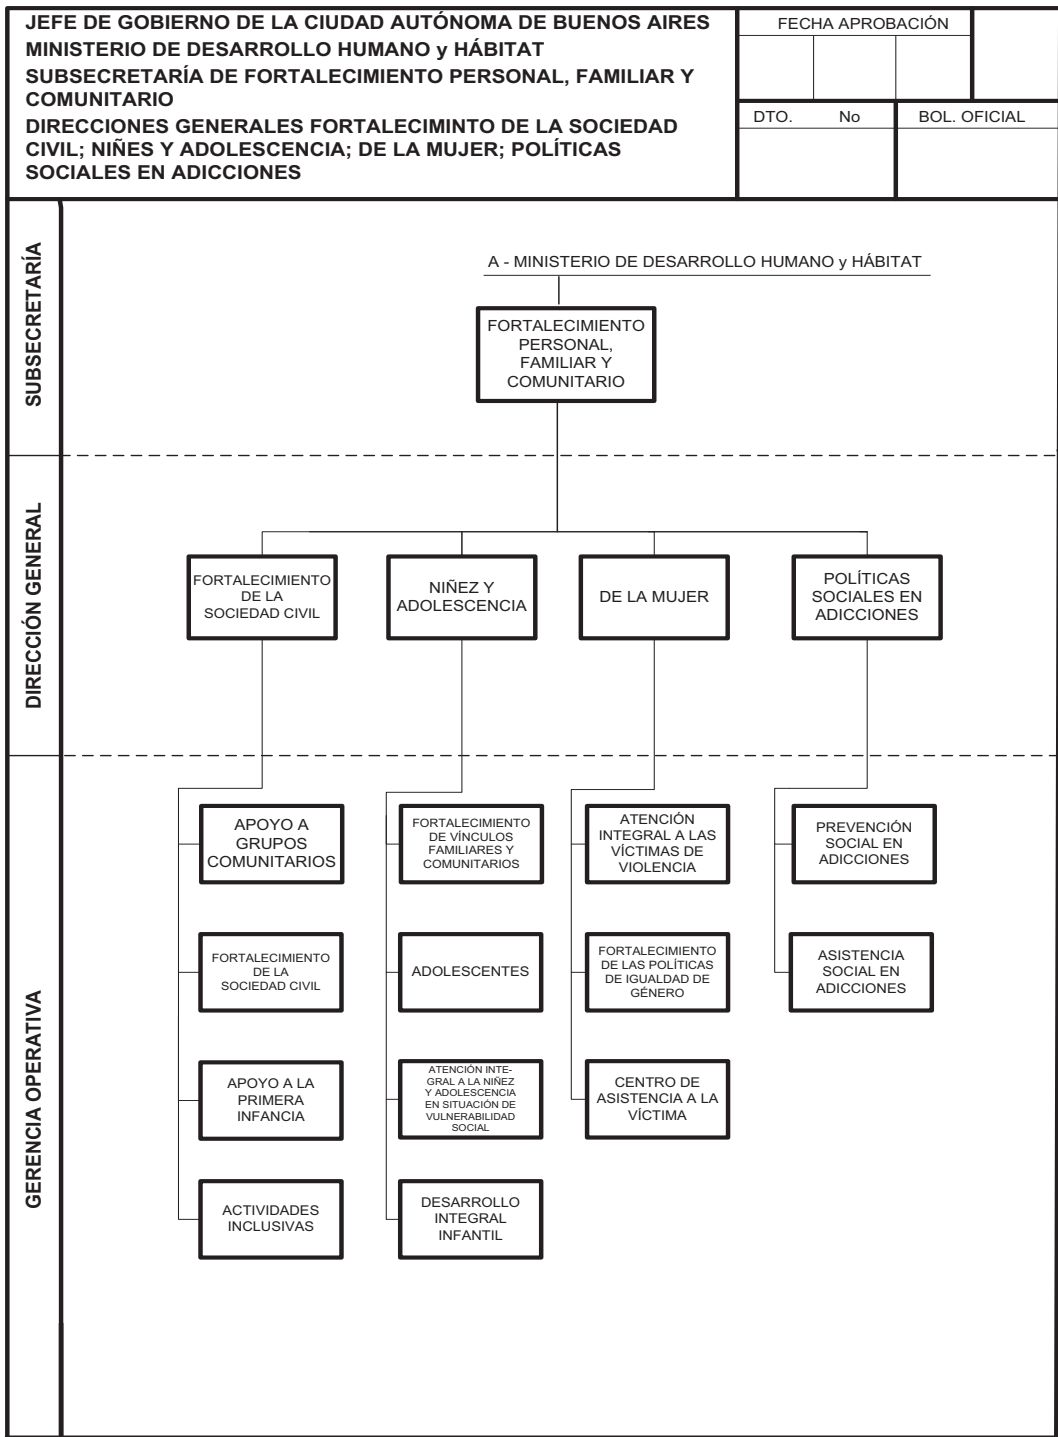 JEFE DE GOBIERNO DE LA CIUDAD AUTÓNOMA DE BUENOS AIRES
MINISTERIO DE DESARROLLO HUMANO y HÁBITAT
SUBSECRETARÍA DE FORTALECIMIENTO PERSONAL, FAMILIAR Y
COMUNITARIO
DIRECCIONES GENERALES FORTALECIMINTO DE LA SOCIEDAD
CIVIL; NIÑES Y ADOLESCENCIA; DE LA MUJER; POLÍTICAS
SOCIALES EN ADICCIONES
FECHA APROBACIÓN
DTO. No
BOL. OFICIAL
SUBSECRETARÍA
A - MINISTERIO DE DESARROLLO HUMANO y HÁBITAT
FORTALECIMIENTO
PERSONAL,
FAMILIAR Y
COMUNITARIO
DIRECCIÓN GENERAL
FORTALECIMIENTO
DE LA
SOCIEDAD CIVIL
NIÑEZ Y
ADOLESCENCIA
DE LA MUJER
POLÍTICAS
SOCIALES EN
ADICCIONES
GERENCIA OPERATIVA
APOYO A
GRUPOS
COMUNITARIOS
FORTALECIMIENTO
DE VÍNCULOS
FAMILIARES Y
COMUNITARIOS
ATENCIÓN
INTEGRAL A LAS
VÍCTIMAS DE
VIOLENCIA
PREVENCIÓN
SOCIAL EN
ADICCIONES
FORTALECIMIENTO
DE LA
SOCIEDAD CIVIL
ADOLESCENTES
FORTALECIMIENTO
DE LAS POLÍTICAS
DE IGUALDAD DE
GÉNERO
ASISTENCIA
SOCIAL EN
ADICCIONES
APOYO A LA
PRIMERA
INFANCIA
ATENCIÓN INTE-
GRAL A LA NIÑEZ
Y ADOLESCENCIA
EN SITUACIÓN DE
VULNERABILIDAD
SOCIAL
CENTRO DE
ASISTENCIA A LA
VÍCTIMA
ACTIVIDADES
INCLUSIVAS
DESARROLLO
INTEGRAL
INFANTIL